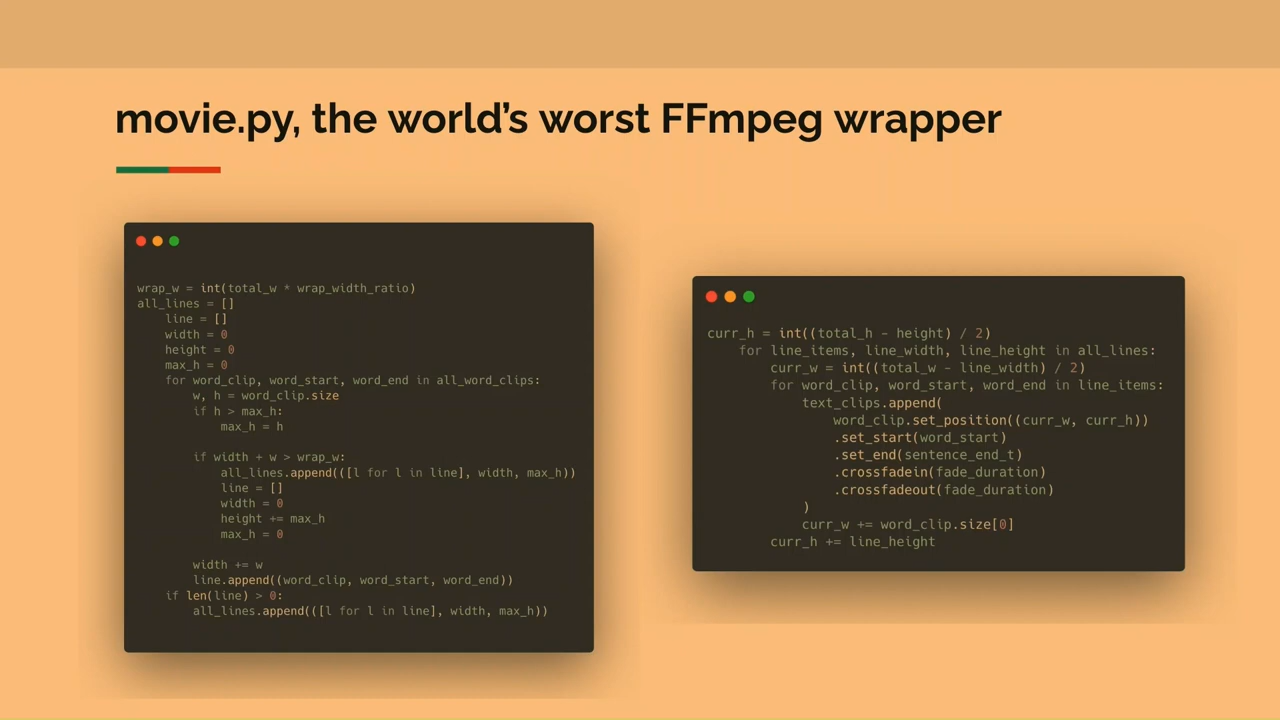 movie.py, the world’s worst FFmpeg wrapper
wrap_w = int(total_w * wrap_width_ratio)
all_lines = []
    line = []
    width = 0
    height = 0
    max_h = 0
    for word_clip, word_start, word_end in all_word_clips:
        w, h = word_clip.size
        if h > max_h:
            max_h = h
        if width + w > wrap_w:
            all_lines.append(([l for l in line], width, max_h))
            line = []
            width = 0
            height += max_h
            max_h = 0
        width += w
        line.append((word_clip, word_start, word_end))
    if len(line) > 0:
        all_lines.append(([l for l in line], width, max_h))
curr_h = int((total_h - height) / 2)
    for line_items, line_width, line_height in all_lines:
        curr_w = int((total_w - line_width) / 2)
        for word_clip, word_start, word_end in line_items:
            text_clips.append(
                word_clip.set_position((curr_w, curr_h))
                .set_start(word_start)
                .set_end(sentence_end_t)
                .crossfadein(fade_duration)
                .crossfadeout(fade_duration)
            )
            curr_w += word_clip.size[0]
        curr_h += line_height